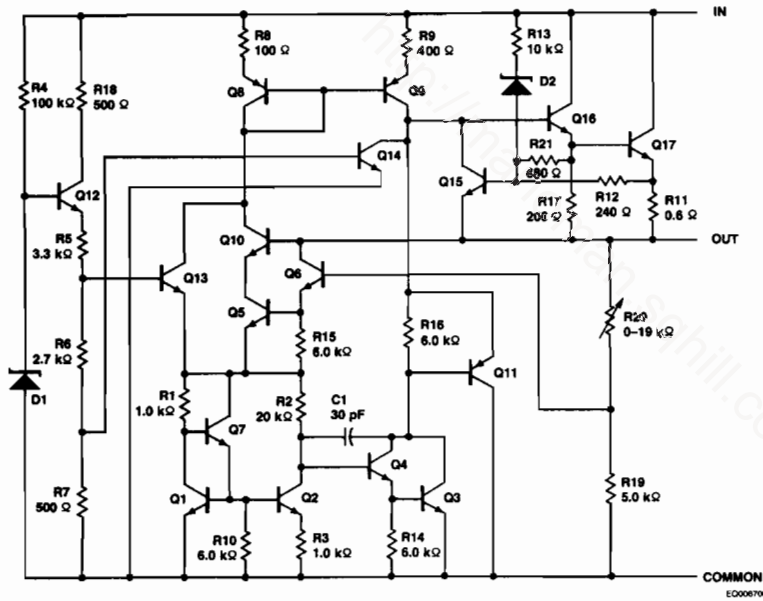 IN
R8
100 Ω
R9
400 Ω
R13
10 kΩ
R4
100 kΩ
R18
500 Ω
Q8
Q9
D2
Q16
Q14
R21
680 Ω
Q17
Q12
Q15
R12
240 Ω
R11
0.6 Ω
R5
3.3 kΩ
Q10
OUT
Q13
Q6
Q5
R20
0–19 kΩ
R6
2.7 kΩ
R15
6.0 kΩ
R16
6.0 kΩ
Q11
D1
R1
1.0 kΩ
R2
20 kΩ
C1
30 pF
Q7
Q4
R7
500 Ω
Q1
Q2
Q3
R19
5.0 kΩ
R10
6.0 kΩ
R3
1.0 kΩ
R14
6.0 kΩ
COMMON